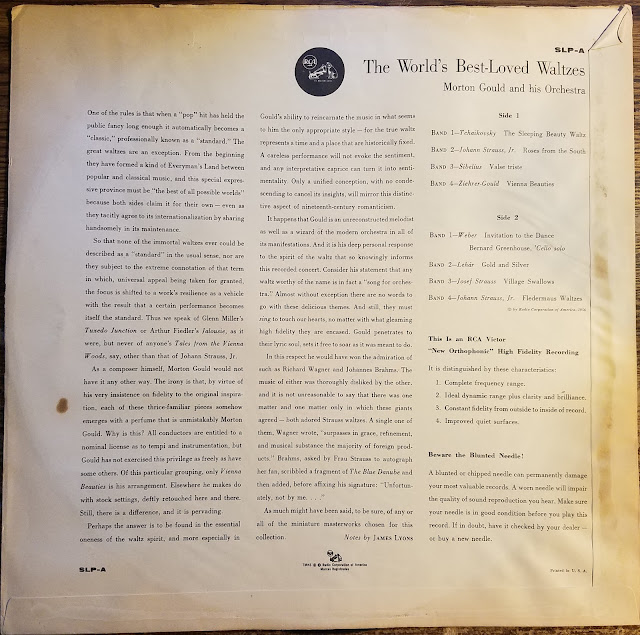 SLP-A
RCA
The World's Best-Loved Waltzes
Morton Gould and his Orchestra
One of the rules is that when a "pop" hit has held the
public fancy long enough it automatically becomes a
"classic," professionally known as a "standard." The
great waltzes are an exception. From the beginning
they have formed a kind of Everyman's Land between
popular and classical music, and this special expres-
sive province must be "the best of all possible worlds"
because both sides claim it for their own – even as
they tacitly agree to its internationalization by sharing
handsomely in its maintenance.
So that none of the immortal waltzes ever could be
described as a "standard" in the usual sense, nor are
they subject to the extreme connotation of that term
in which, universal appeal being taken for granted,
the focus is shifted to a work's resilience as a vehicle
with the result that a certain performance becomes
itself the standard. Thus we speak of Glenn Miller's
Tuxedo Junction or Arthur Fiedler's Jalousie, as it
were, but never of anyone's Tales from the Vienna
Woods, say, other than that of Johann Strauss, Jr.
As a composer himself, Morton Gould would not
have it any other way. The irony is that, by virtue of
his very insistence on fidelity to the original inspira-
tion, each of these thrice-familiar pieces somehow
emerges with a perfume that is unmistakably Morton
Gould. Why is this? All conductors are entitled to a
nominal license as to tempi and instrumentation, but
Gould has not exercised this privilege as freely as have
some others. Of this particular grouping, only Vienna
Beauties is his arrangement. Elsewhere he makes do
with stock settings, deftly retouched here and there.
Still, there is a difference, and it is pervading.
Perhaps the answer is to be found in the essential
oneness of the waltz spirit, and more especially in
Gould's ability to reincarnate the music in what seems
to him the only appropriate style – for the true waltz
represents a time and a place that are historically fixed.
A careless performance will not evoke the sentiment,
and any interpretative caprice can turn it into senti-
mentality. Only a unified conception, with no conde-
scending to cancel its insights, will mirror this distinc-
tive aspect of nineteenth-century romanticism.
It happens that Gould is an unreconstructed melodist
as well as a wizard of the modern orchestra in all of
its manifestations. And it is his deep personal response
to the spirit of the waltz that so knowingly informs
this recorded concert. Consider his statement that any
waltz worthy of the name is in fact a "song for orches-
tra." Almost without exception there are no words to
go with these delicious themes. And still, they must
sing to touch our hearts, no matter with what gleaming
high fidelity they are encased. Gould penetrates to
their lyric soul, sets it free to soar as it was meant to do.
In this respect he would have won the admiration of
such as Richard Wagner and Johannes Brahms. The
music of either was thoroughly disliked by the other,
and it is not unreasonable to say that there was one
matter and one matter only in which these giants
agreed – both adored Strauss waltzes. A single one of
them, Wagner wrote, "surpasses in grace, refinement,
and musical substance the majority of foreign prod-
ucts." Brahms, asked by Frau Strauss to autograph
her fan, scribbled a fragment of The Blue Danube and
then added, before affixing his signature: "Unfortun-
ately, not by me. . . ."
As much might have been said, to be sure, of any or
all of the miniature masterworks chosen for this
collection. Notes by JAMES LYONS
Side 1
BAND 1—Tchaikovsky The Sleeping Beauty Waltz
BAND 2—Johann Strauss, Jr. Roses from the South
BAND 3—Sibelius Valse triste
BAND 4—Ziehrer-Gould Vienna Beauties
Side 2
BAND 1—Weber Invitation to the Dance
Bernard Greenhouse, 'Cello solo
BAND 2—Lehár Gold and Silver
BAND 3—Josef Strauss Village Swallows
BAND 4—Johann Strauss, Jr. Fledermaus Waltzes
© by Radio Corporation of America, 1956
This Is an RCA Victor
"New Orthophonic" High Fidelity Recording
It is distinguished by these characteristics:
1. Complete frequency range.
2. Ideal dynamic range plus clarity and brilliance.
3. Constant fidelity from outside to inside of record.
4. Improved quiet surfaces.
Beware the Blunted Needle!
A blunted or chipped needle can permanently damage
your most valuable records. A worn needle will impair
the quality of sound reproduction you hear. Make sure
your needle is in good condition before you play this
record. If in doubt, have it checked by your dealer –
or buy a new needle.
SLP-A
TMKS ® © Radio Corporation of America
Marcas Registradas
Printed in U. S. A.